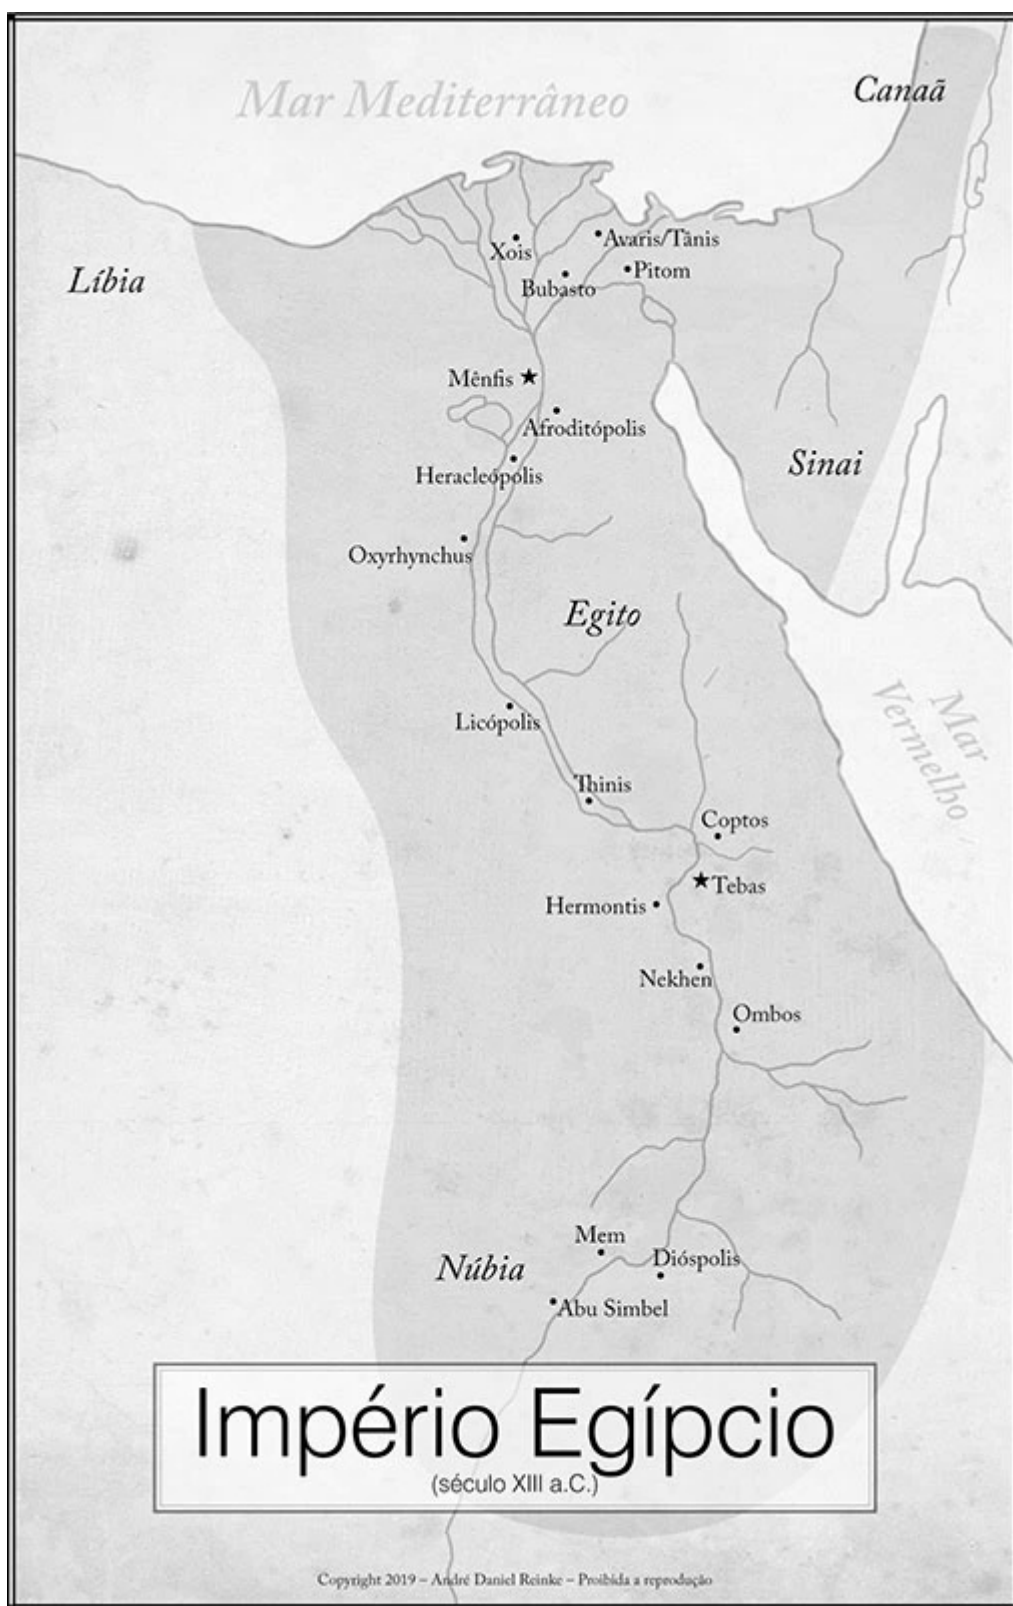 Mar Mediterrâneo
Canaã
Xois
Avaris/Tânis
Pitom
Bubasto
Líbia
Mênfis
Afroditópolis
Heracleópolis
Sinai
Oxyrhynchus
Egito
Mar
Vermelho
Licópolis
Thinis
Coptos
Tebas
Hermontis
Nekhen
Ombos
Mem
Dióspolis
Núbia
Abu Simbel
Império Egípcio
(século XIII a.C.)
Copyright 2019 – André Daniel Reinke – Proibida a reprodução